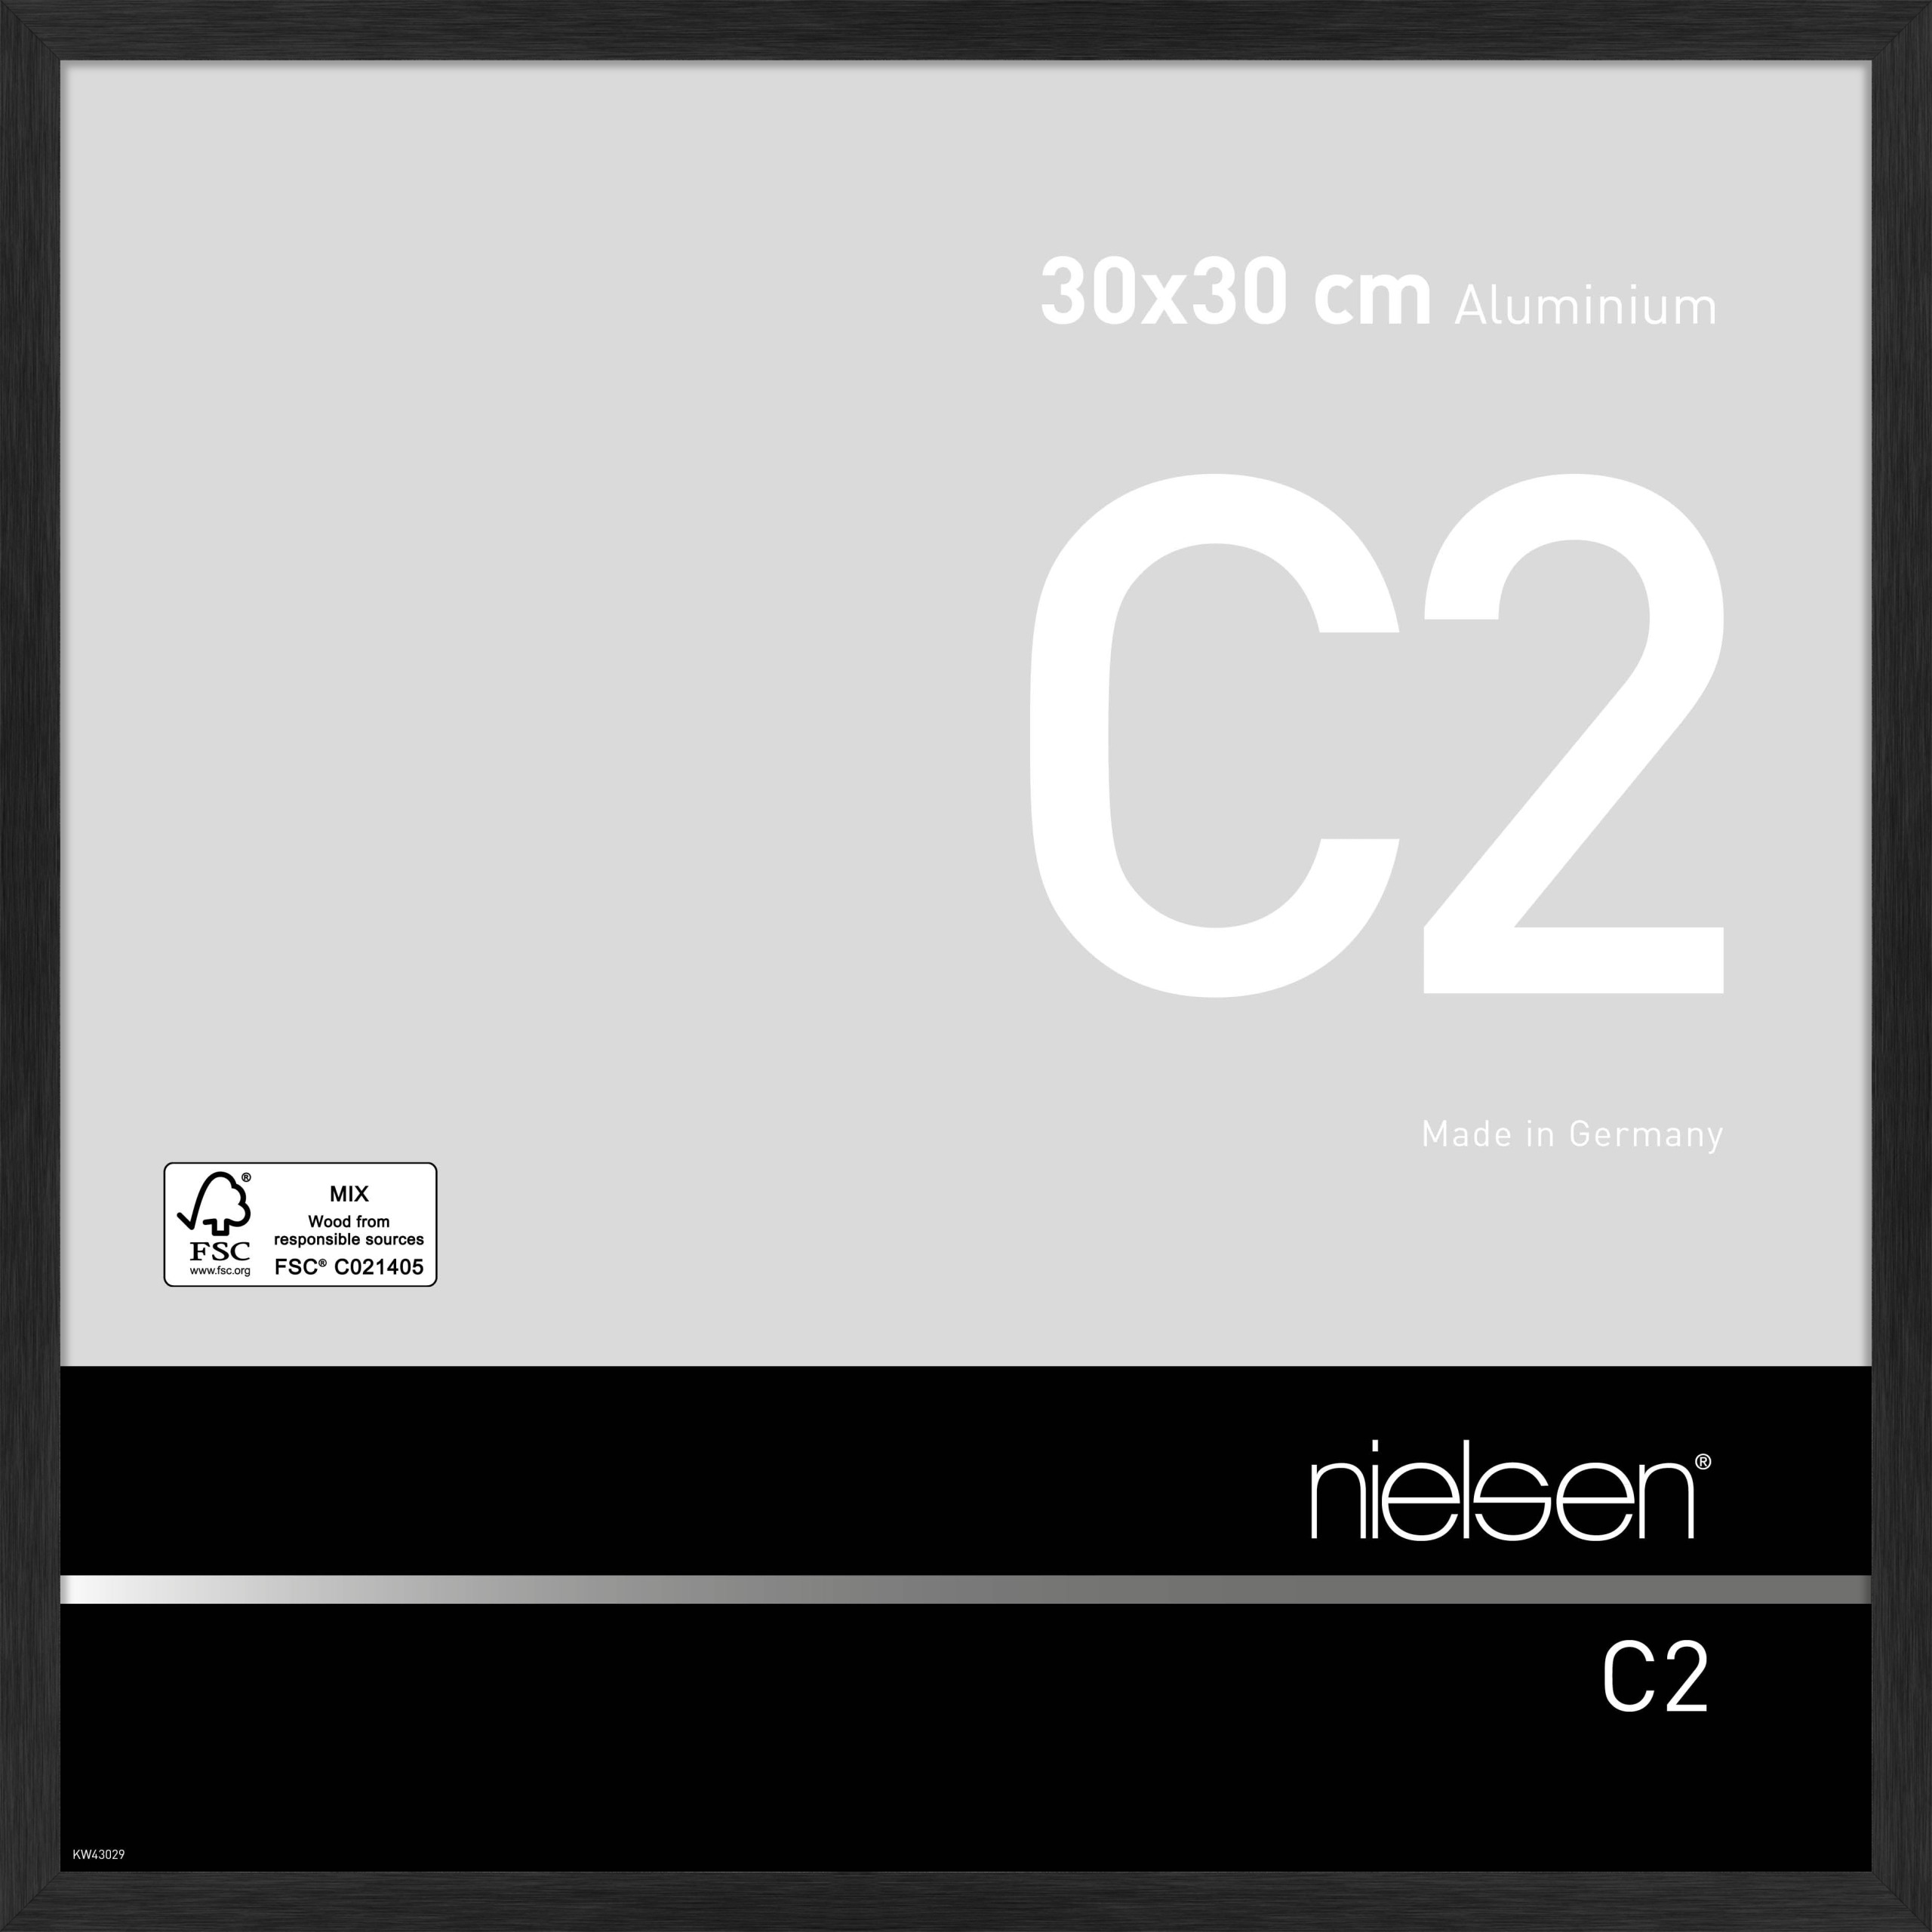 30x30 cm Aluminium
C2
Made in Germany
®
MIX
Wood from
responsible sources
FSC
www.fsc.org
FSC® C021405
nielsen®
C2
KW43029